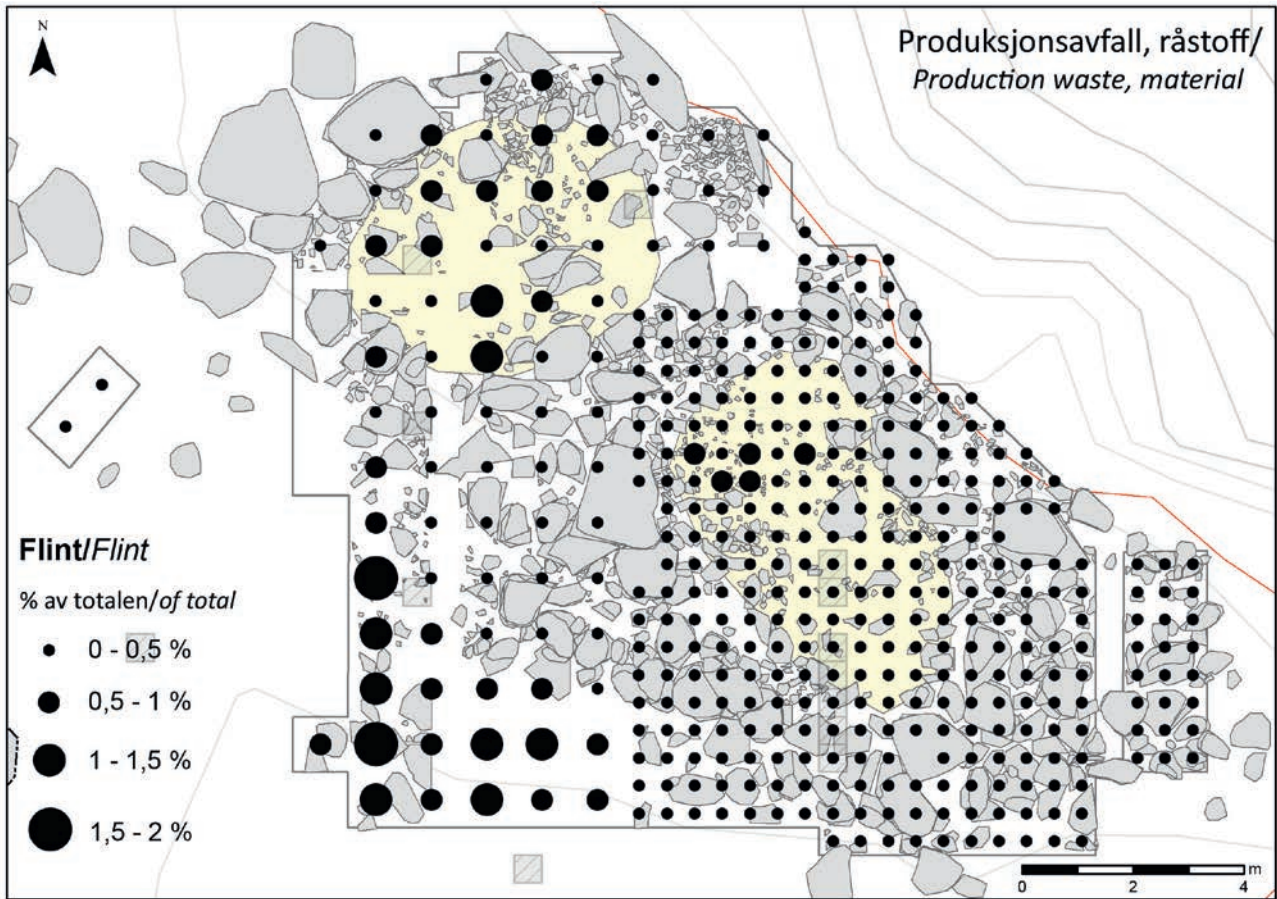 N
Produksjonsavfall, råstoff/
Production waste, material
Flint/Flint
% av totalen/of total
0 - 0,5 %
0,5 - 1 %
1 - 1,5 %
1,5 - 2 %
m
0 2 4